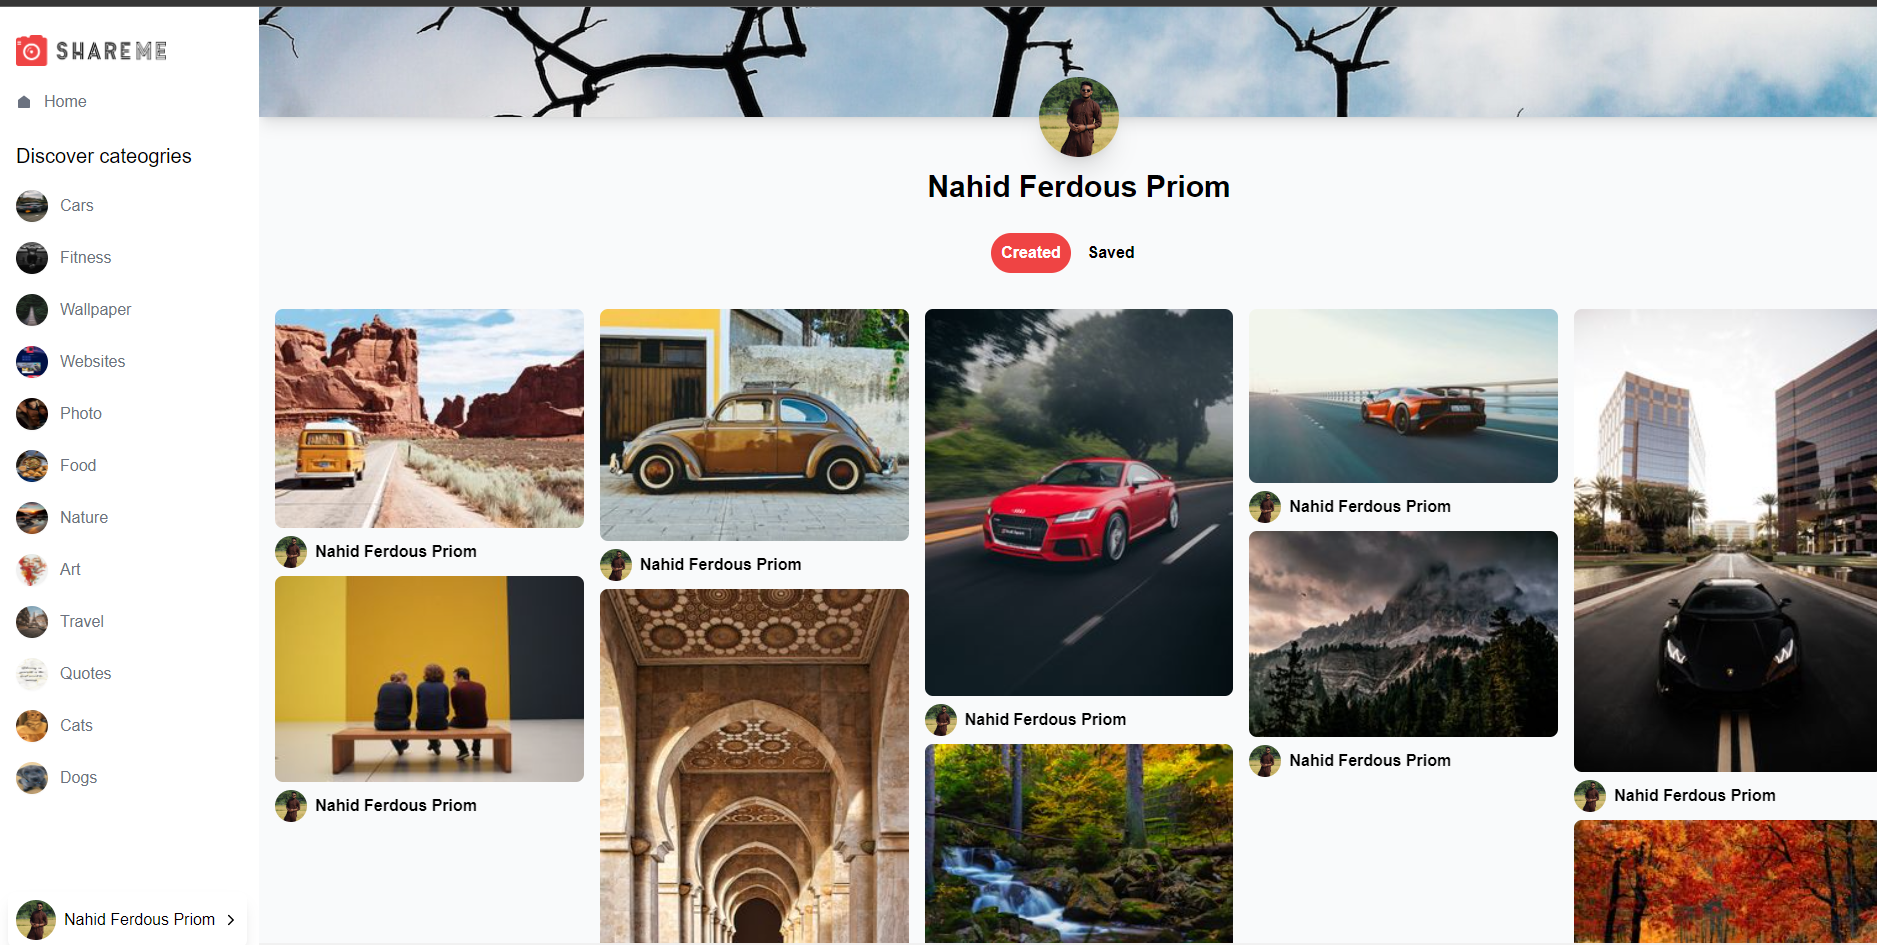 SHAREME
Home
Discover cateogries
Cars
Fitness
Wallpaper
Websites
Photo
Food
Nature
Art
Travel
Quotes
Cats
Dogs
Nahid Ferdous Priom
Nahid Ferdous Priom
Created
Saved
Nahid Ferdous Priom
Nahid Ferdous Priom
Nahid Ferdous Priom
Nahid Ferdous Priom
Nahid Ferdous Priom
Nahid Ferdous Priom
Nahid Ferdous Priom